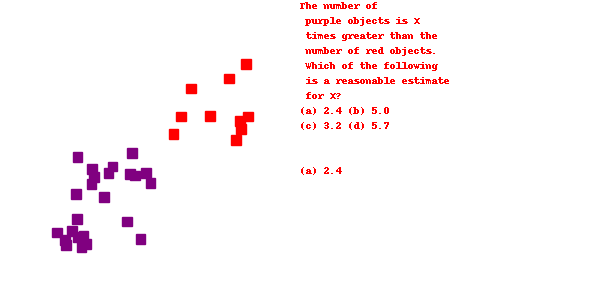 The number of
purple objects is X
times greater than the
number of red objects.
Which of the following
is a reasonable estimate
for X?
(a) 2.4 (b) 5.0
(c) 3.2 (d) 5.7
(a) 2.4